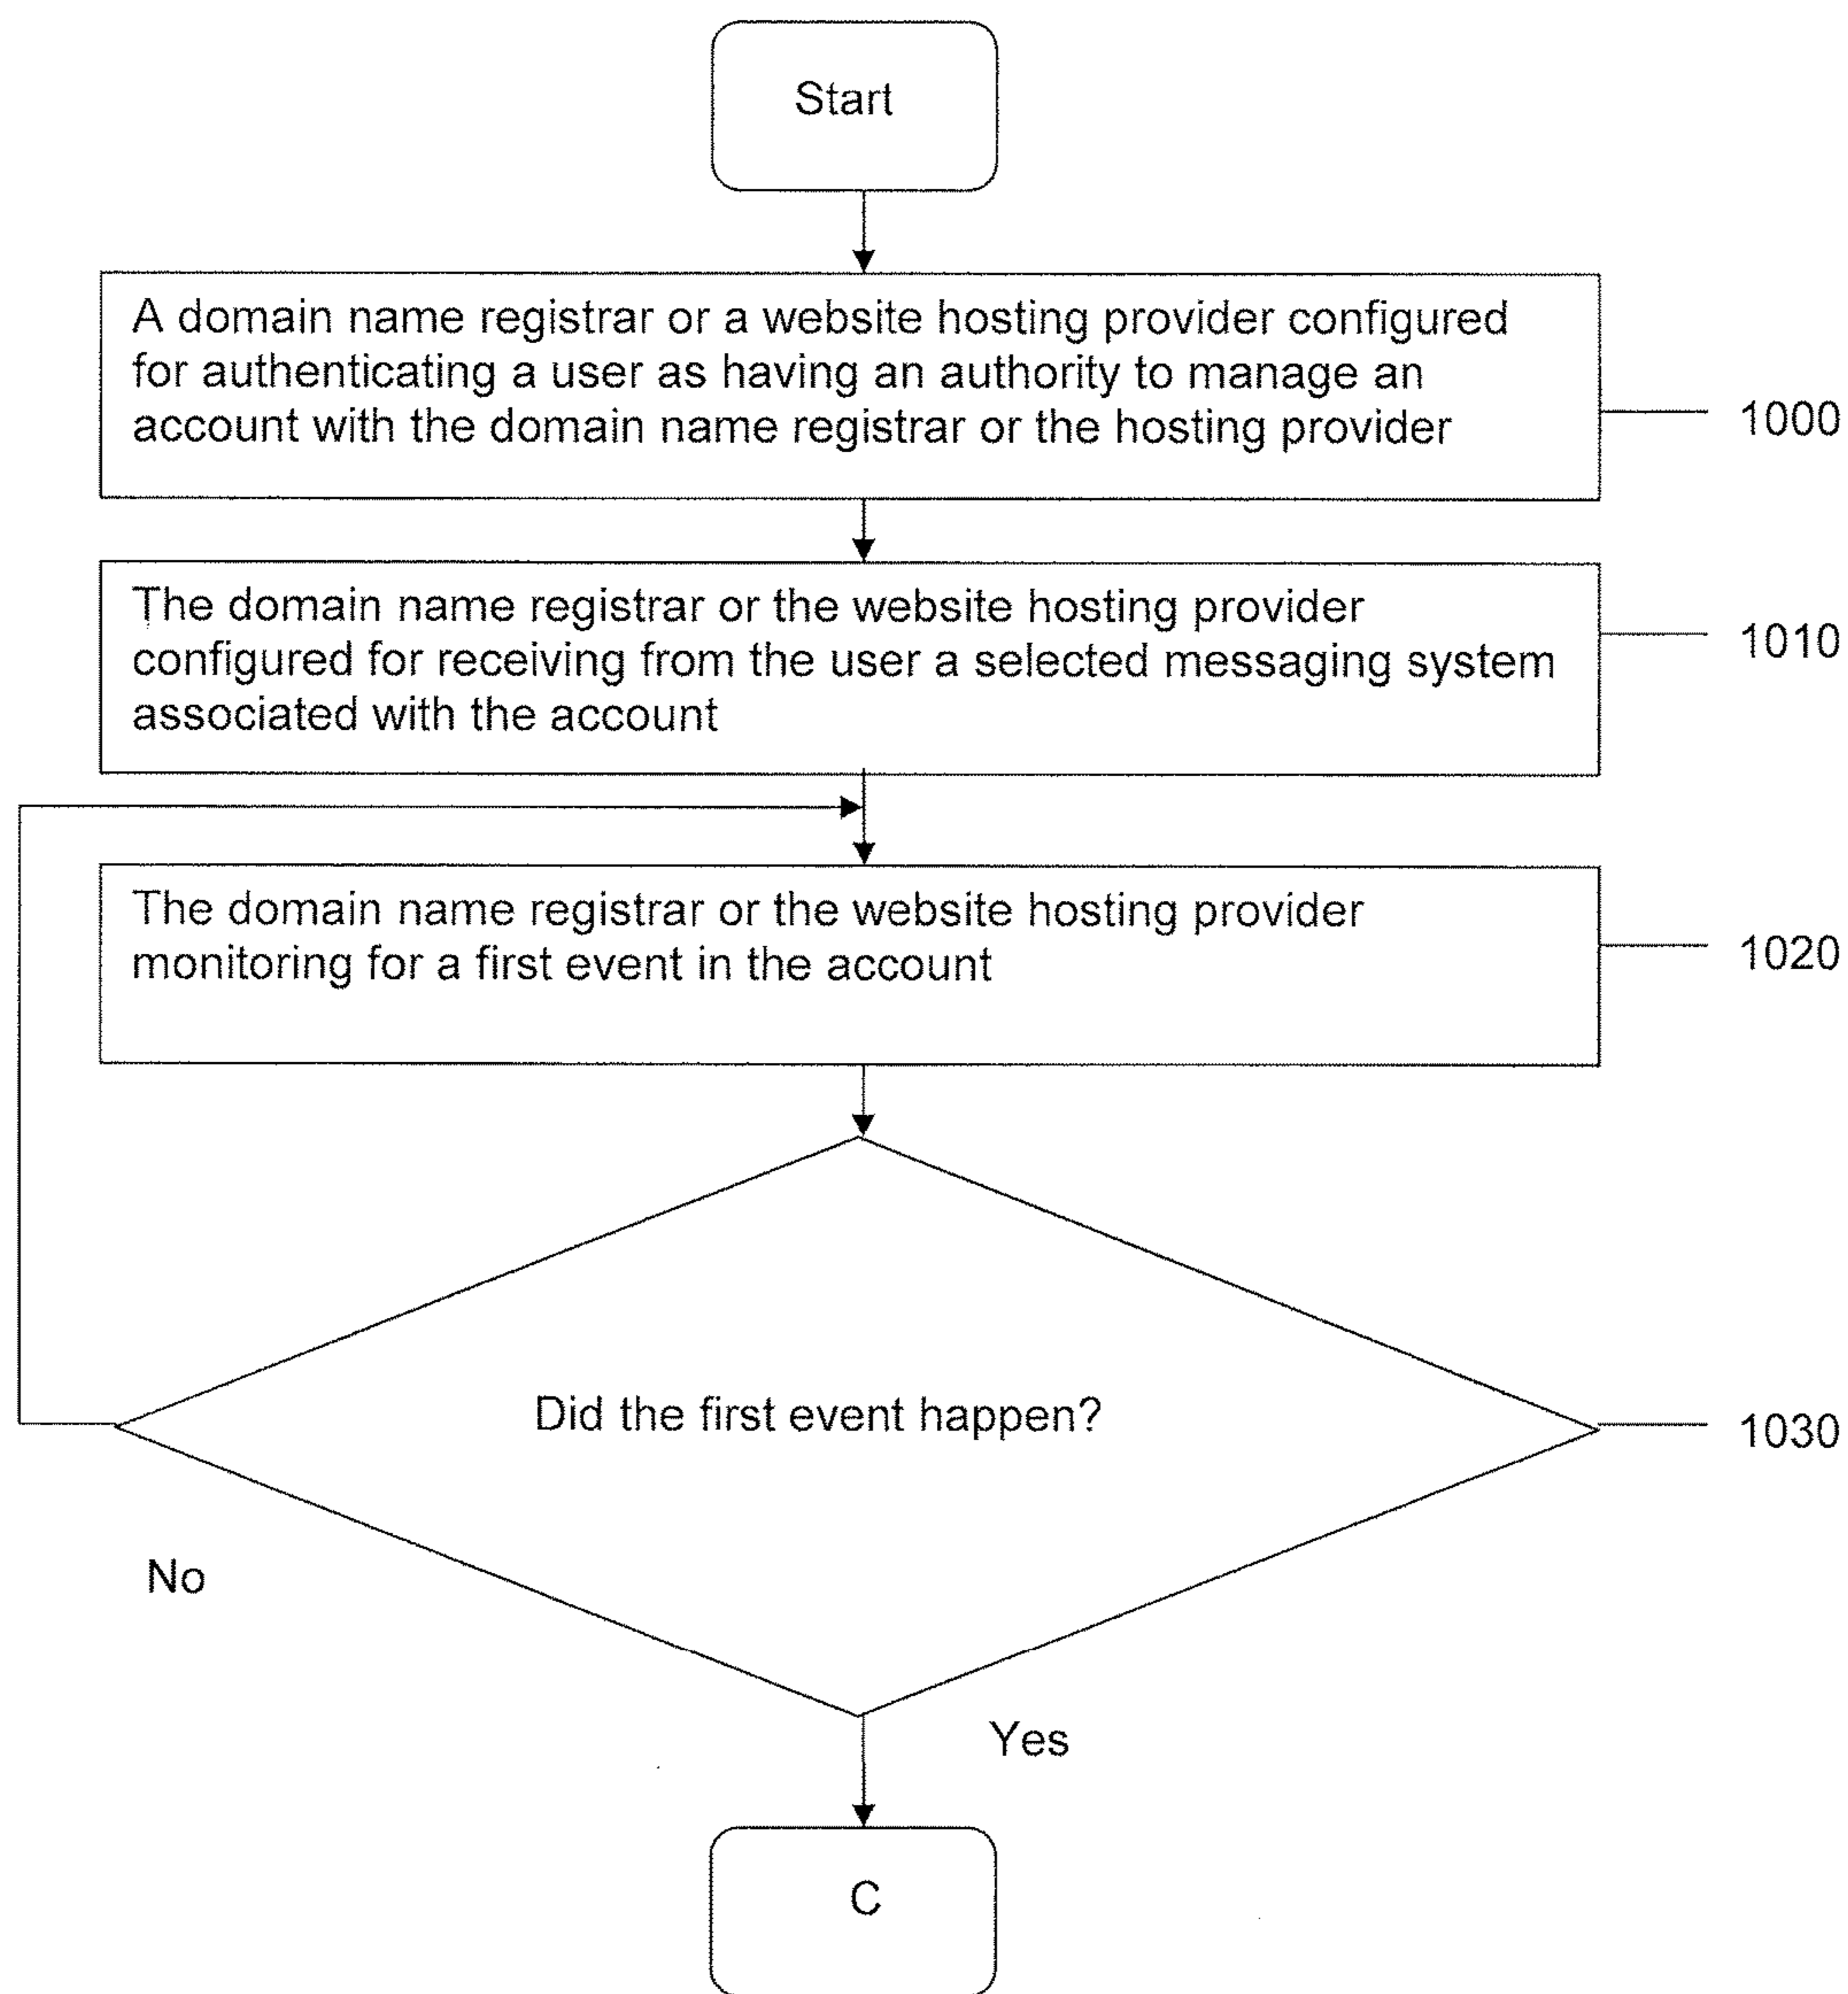 Start
A domain name registrar or a website hosting provider configured
for authenticating a user as having an authority to manage an
account with the domain name registrar or the hosting provider
1000
The domain name registrar or the website hosting provider
configured for receiving from the user a selected messaging system
associated with the account
1010
The domain name registrar or the website hosting provider
monitoring for a first event in the account
1020
Did the first event happen?
1030
No
Yes
C